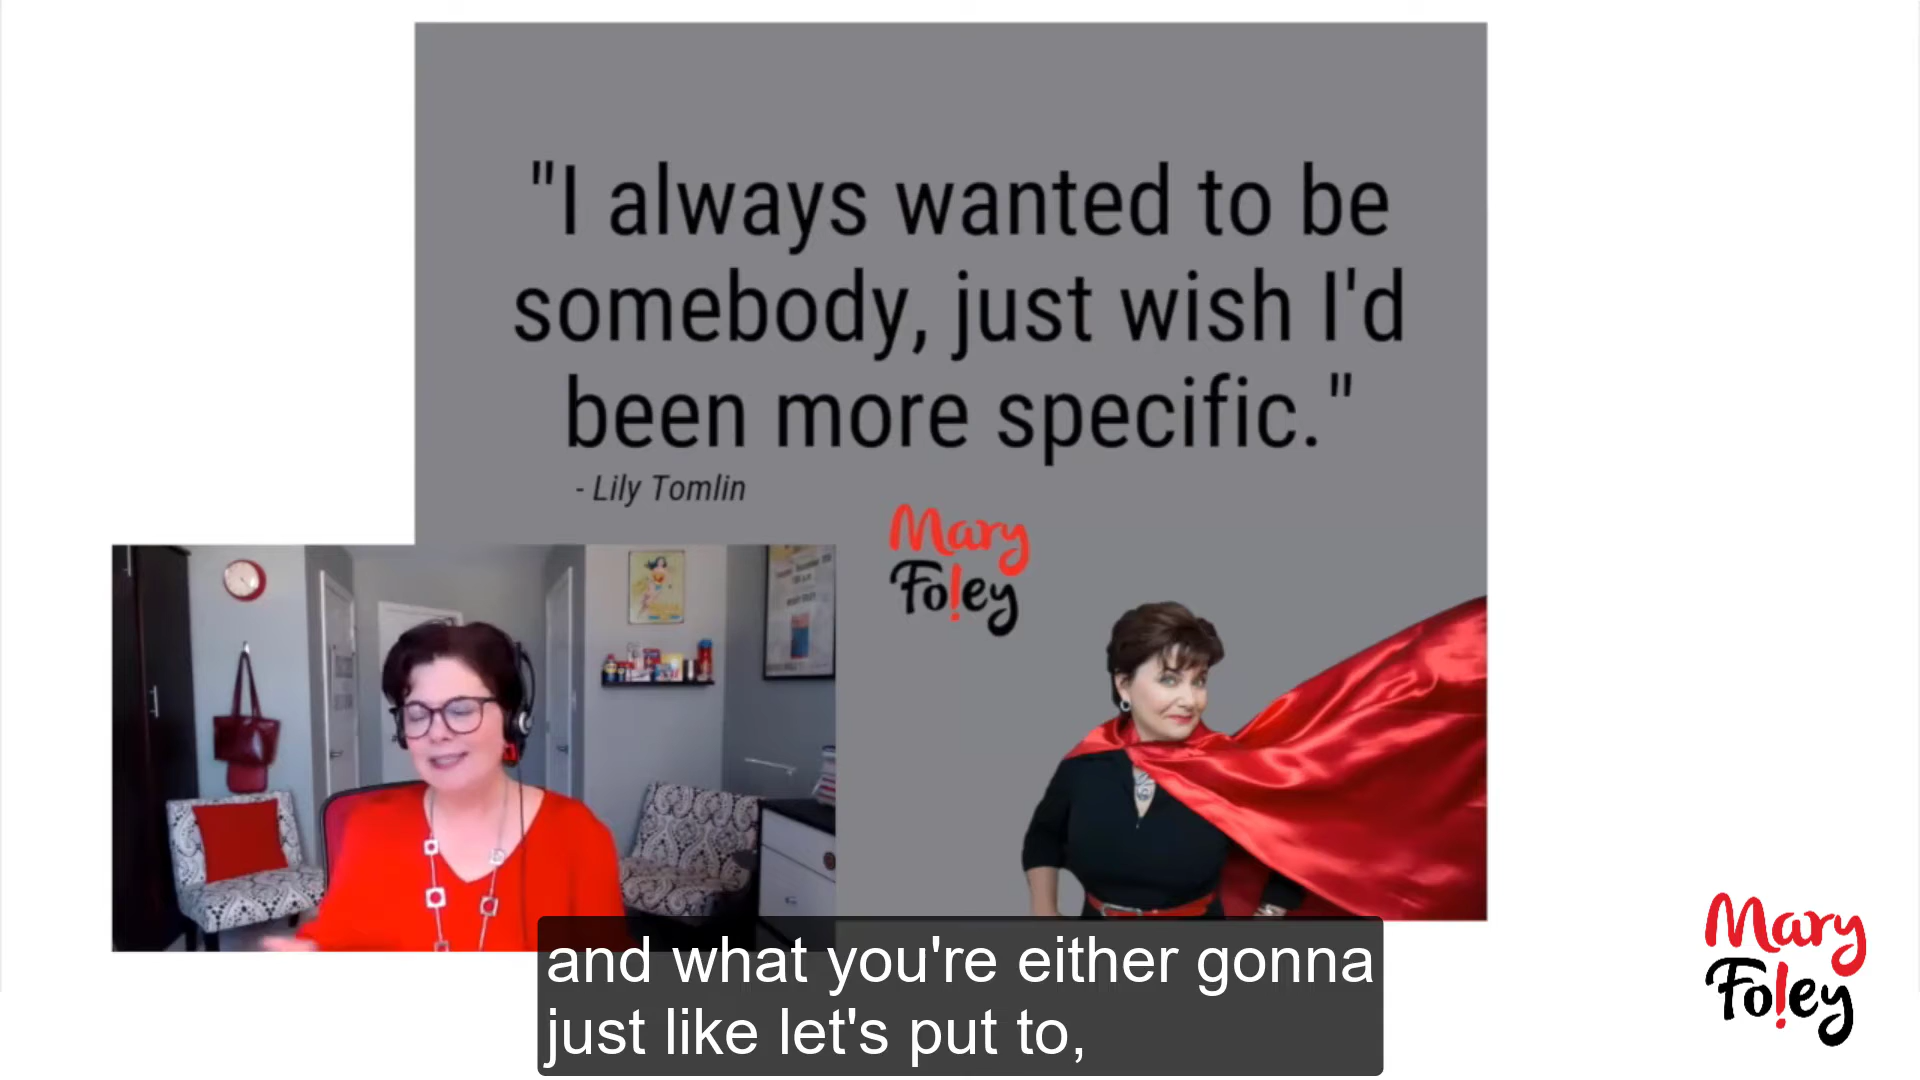 "I always wanted to be
somebody, just wish I'd
been more specific."
- Lily Tomlin
Mary
Fo!ey
and what you're either gonna
just like let's put to,
Mary
Fo!ey